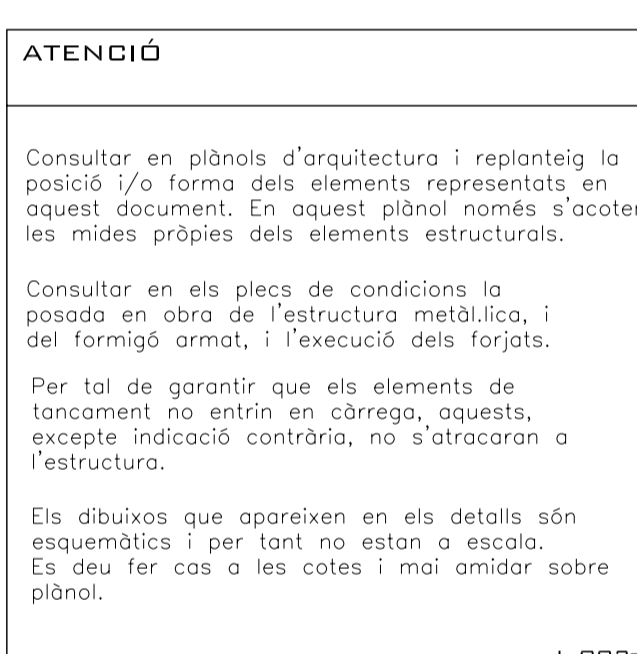 ATENCIÓ
Consultar en plànols d'arquitectura i replanteig la
posició i/o forma dels elements representats en
aquest document. En aquest plànol només s'acoten
les mides pròpies dels elements estructurals.
Consultar en els plecs de condicions la
posada en obra de l'estructura metàl.lica, i
del formigó armat, i l'execució dels forjats.
Per tal de garantir que els elements de
tancament no entrin en càrrega, aquests,
excepte indicació contrària, no s'atracaran a
l'estructura.
Els dibuixos que apareixen en els detalls són
esquemàtics i per tant no estan a escala.
Es deu fer cas a les cotes i mai amidar sobre
plànol.